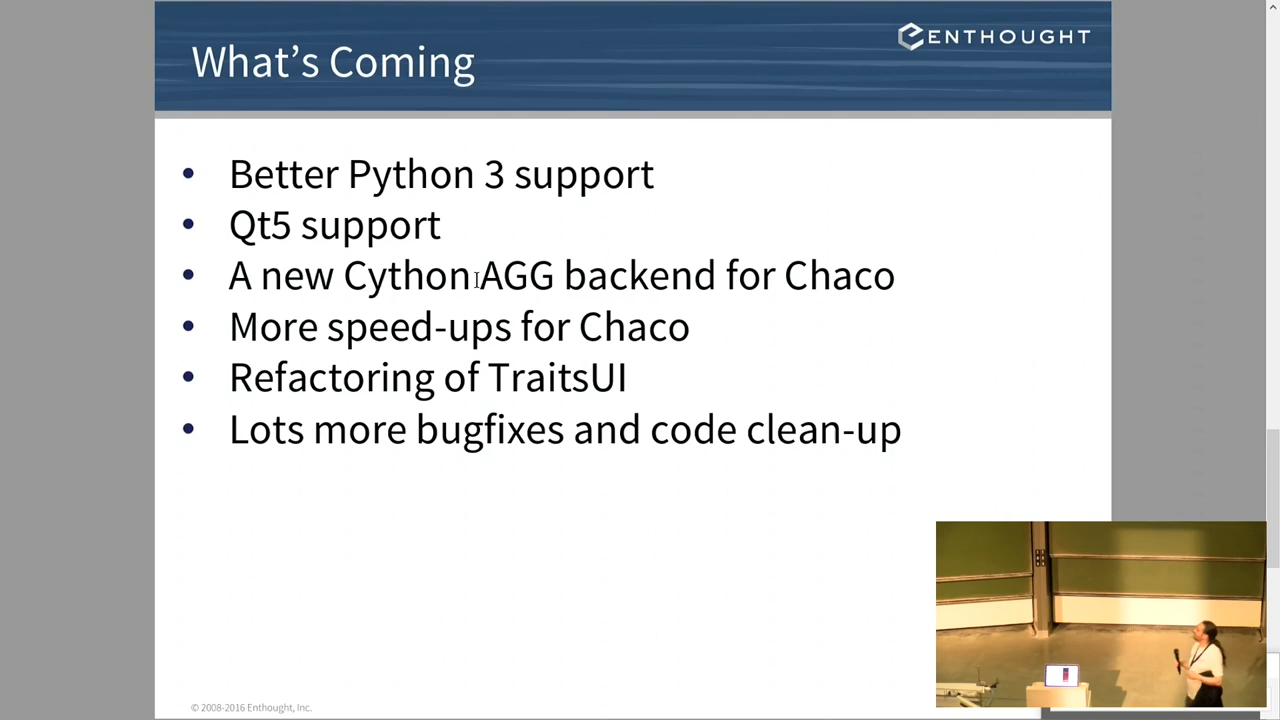 ENTHOUGHT
What's Coming
• Better Python 3 support
• Qt5 support
• A new Cython AGG backend for Chaco
• More speed-ups for Chaco
• Refactoring of TraitsUI
• Lots more bugfixes and code clean-up
© 2008-2016 Enthought, Inc.